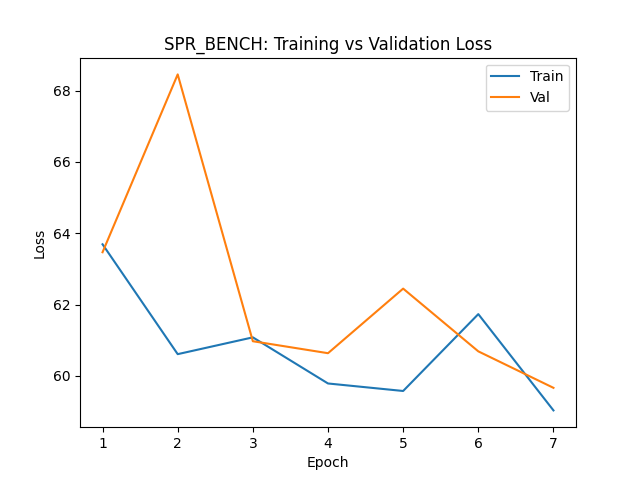 SPR_BENCH: Training vs Validation Loss
Train
Val
68
66
64
62
60
Loss
1 2 3 4 5 6 7
Epoch